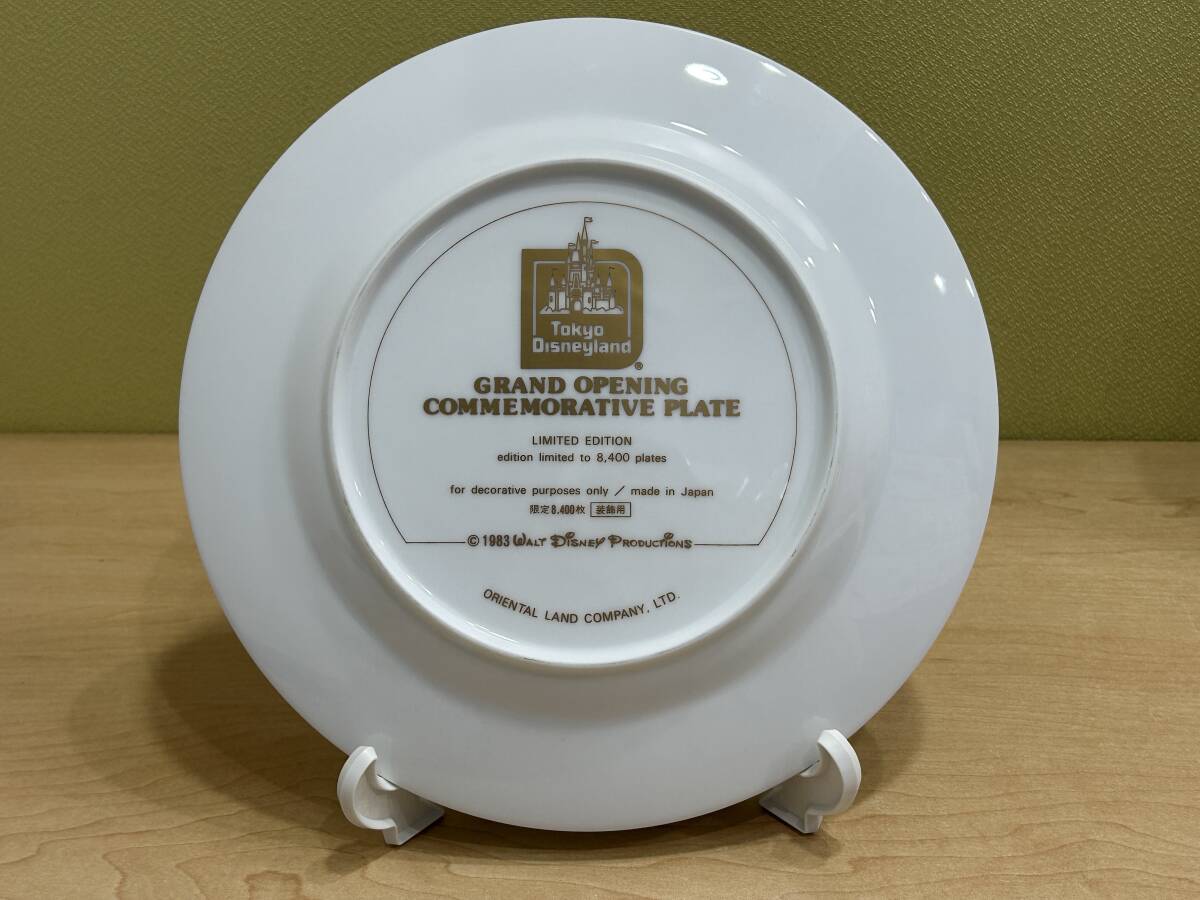 Tokyo
Disneyland
®
GRAND OPENING
COMMEMORATIVE PLATE
LIMITED EDITION
edition limited to 8,400 plates
for decorative purposes only / made in Japan
限定8.400枚 装飾用
© 1983 WALT DISNEY PRODUCTIONS
ORIENTAL LAND COMPANY, LTD.